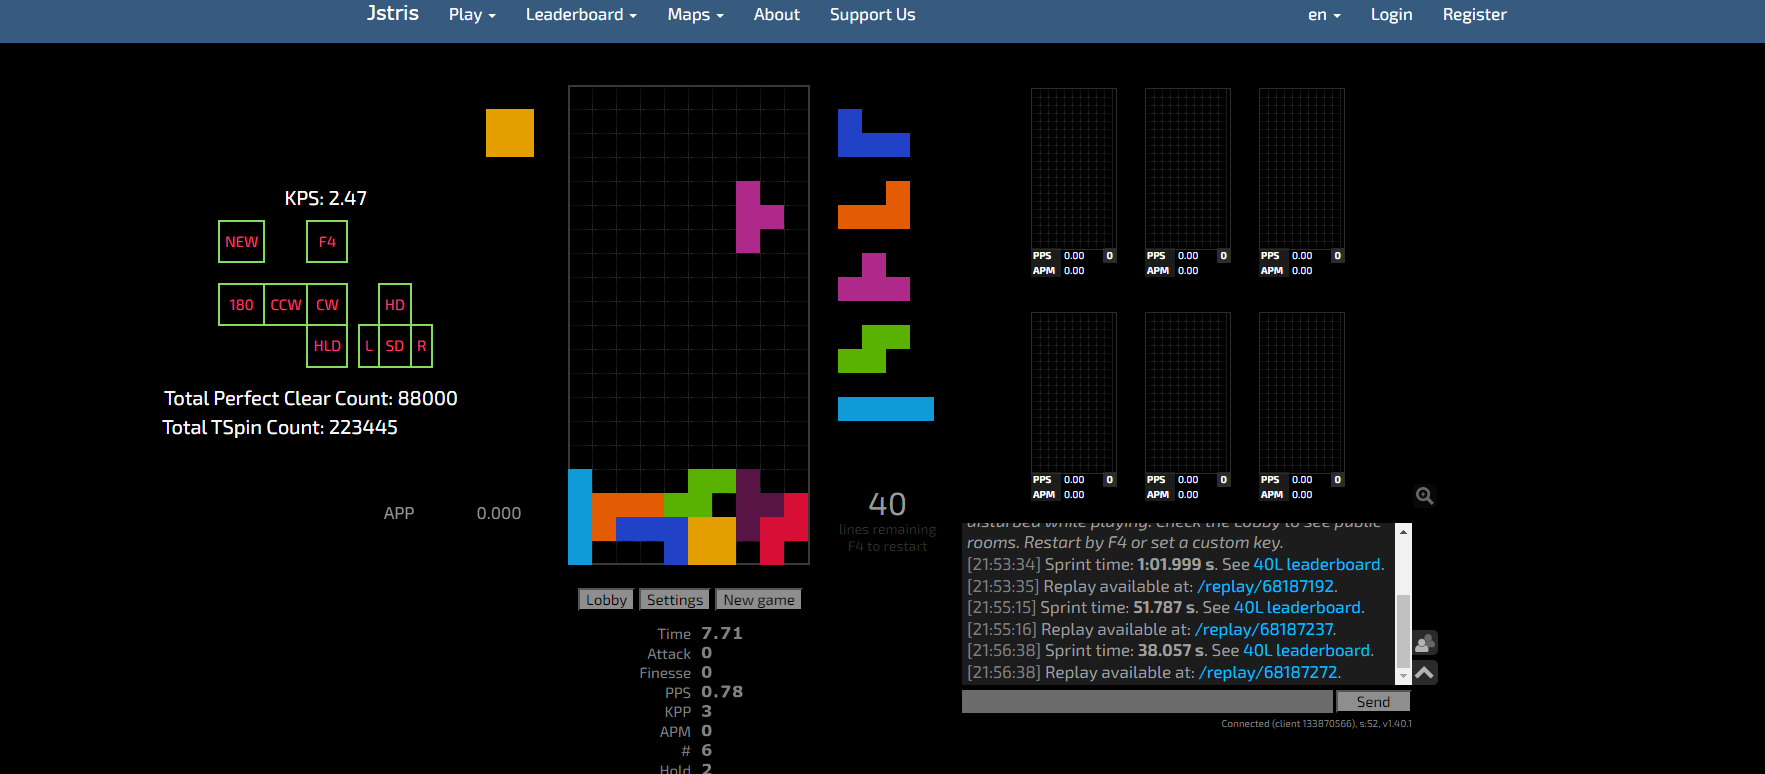 Jstris Play Leaderboard Maps About Support Us en Login Register
KPS: 2.47
NEW F4
180 CCW CW HD
HLD L SD R
Total Perfect Clear Count: 88000
Total TSpin Count: 223445
APP 0.000
40
lines remaining
F4 to restart
Lobby Settings New game
Time 7.71
Attack 0
Finesse 0
PPS 0.78
KPP 3
APM 0
# 6
Hold 2
PPS 0.00 0
APM 0.00
PPS 0.00 0
APM 0.00
PPS 0.00 0
APM 0.00
PPS 0.00 0
APM 0.00
PPS 0.00 0
APM 0.00
PPS 0.00 0
APM 0.00
disturbed while playing. Check the Lobby to see public
rooms. Restart by F4 or set a custom key.
[21:53:34] Sprint time: 1:01.999 s. See 40L leaderboard.
[21:53:35] Replay available at: /replay/68187192.
[21:55:15] Sprint time: 51.787 s. See 40L leaderboard.
[21:55:16] Replay available at: /replay/68187237.
[21:56:38] Sprint time: 38.057 s. See 40L leaderboard.
[21:56:38] Replay available at: /replay/68187272.
Send
Connected (client 133870566), s:52, v1.40.1